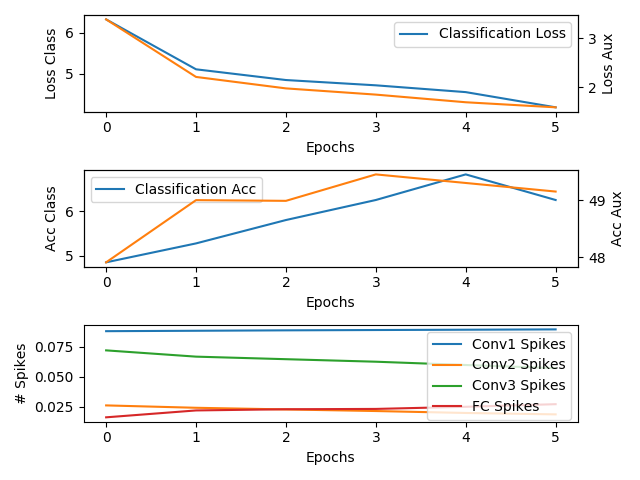 Classification Loss
Loss Class
Loss Aux
6
5
3
2
0 1 2 3 4 5
Epochs
Classification Acc
Acc Class
Acc Aux
6
5
49
48
0 1 2 3 4 5
Epochs
# Spikes
0.075
0.050
0.025
Conv1 Spikes
Conv2 Spikes
Conv3 Spikes
FC Spikes
0 1 2 3 4 5
Epochs